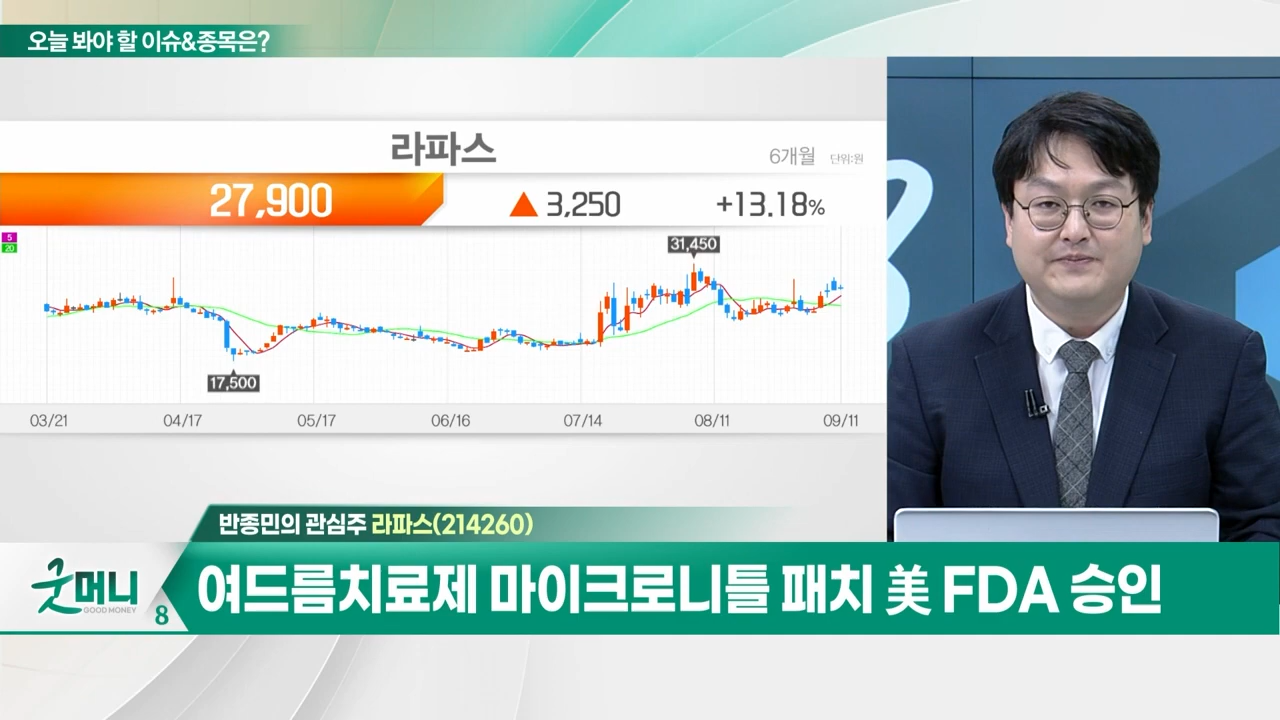 오늘 봐야 할 이슈&종목은?
라파스
6개월 단위:원
27,900 ▲ 3,250 +13.18%
5
20
31,450
17,500
03/21 04/17 05/17 06/16 07/14 08/11 09/11
반종민의 관심주 라파스(214260)
굿머니
GOOD MONEY
8
여드름치료제 마이크로니틀 패치 美 FDA 승인